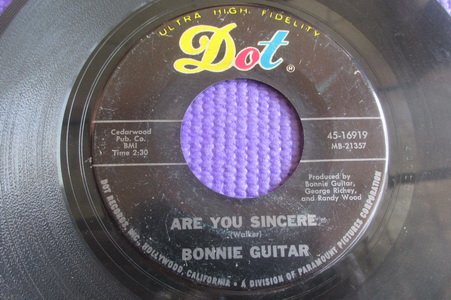 ULTRA HIGH FIDELITY
Dot
®
Cedarwood
Pub. Co.
BMI
Time 2:30
45-16919
MB-21357
Produced by
Bonnie Guitar,
George Richey,
and Randy Wood
ARE YOU SINCERE
(Walker)
BONNIE GUITAR
DOT RECORDS, INC. HOLLYWOOD, CALIFORNIA • A DIVISION OF PARAMOUNT PICTURES CORPORATION